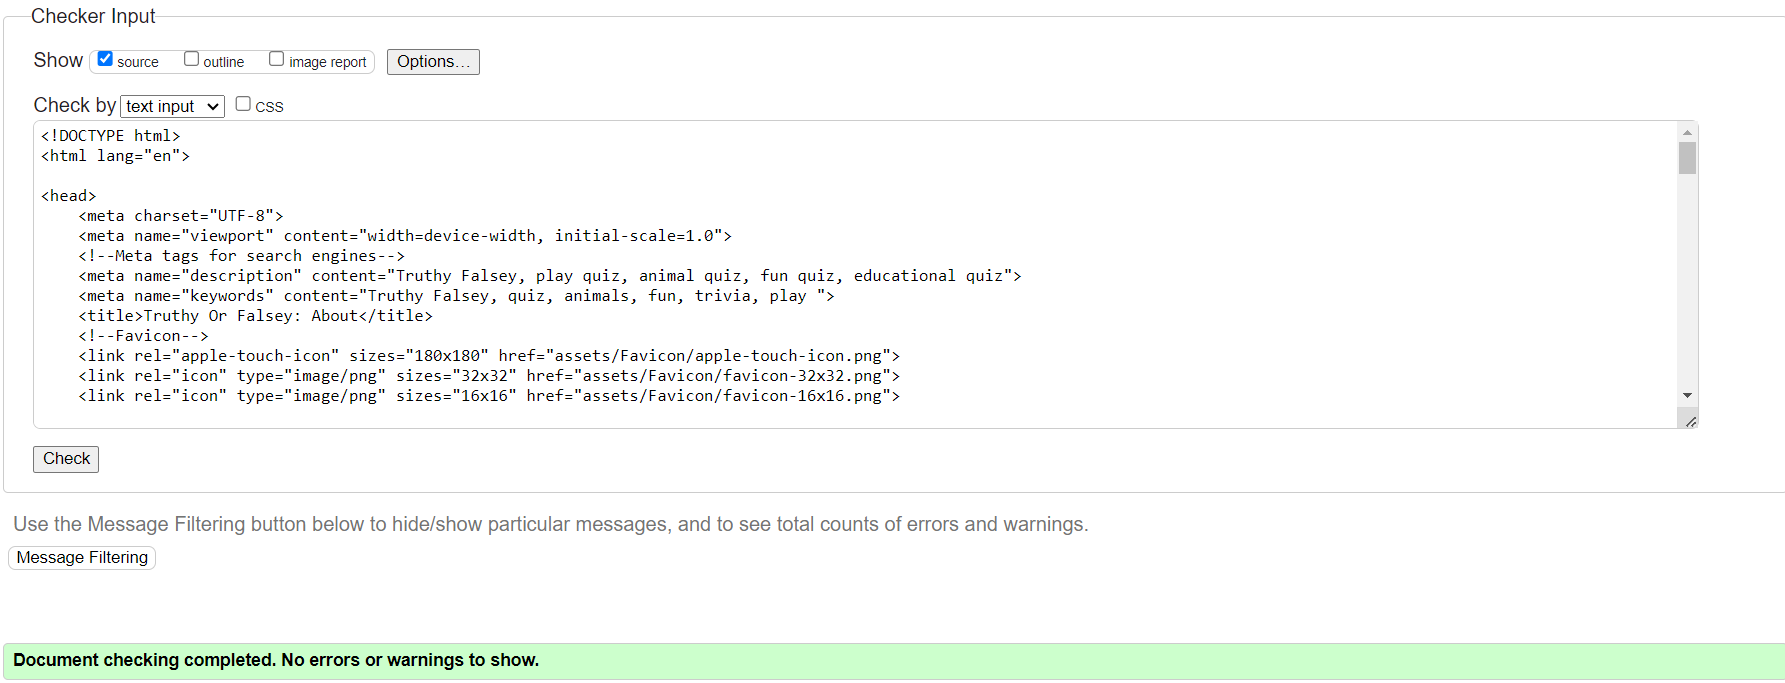 Checker Input
Show source outline image report Options...
Check by text input CSS
<!DOCTYPE html>
<html lang="en">
<head>
<meta charset="UTF-8">
<meta name="viewport" content="width=device-width, initial-scale=1.0">
<!--Meta tags for search engines-->
<meta name="description" content="Truthy Falsey, play quiz, animal quiz, fun quiz, educational quiz">
<meta name="keywords" content="Truthy Falsey, quiz, animals, fun, trivia, play ">
<title>Truthy Or Falsey: About</title>
<!--Favicon-->
<link rel="apple-touch-icon" sizes="180x180" href="assets/Favicon/apple-touch-icon.png">
<link rel="icon" type="image/png" sizes="32x32" href="assets/Favicon/favicon-32x32.png">
<link rel="icon" type="image/png" sizes="16x16" href="assets/Favicon/favicon-16x16.png">
Check
Use the Message Filtering button below to hide/show particular messages, and to see total counts of errors and warnings.
Message Filtering
Document checking completed. No errors or warnings to show.